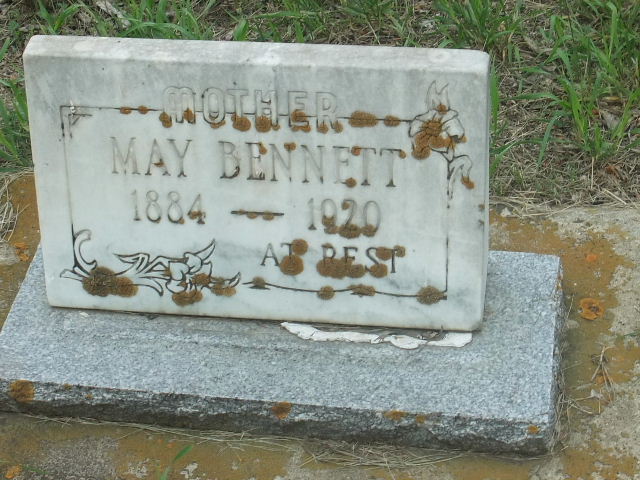 MOTHER
MAY BENNETT
1884 – 1920
AT REST